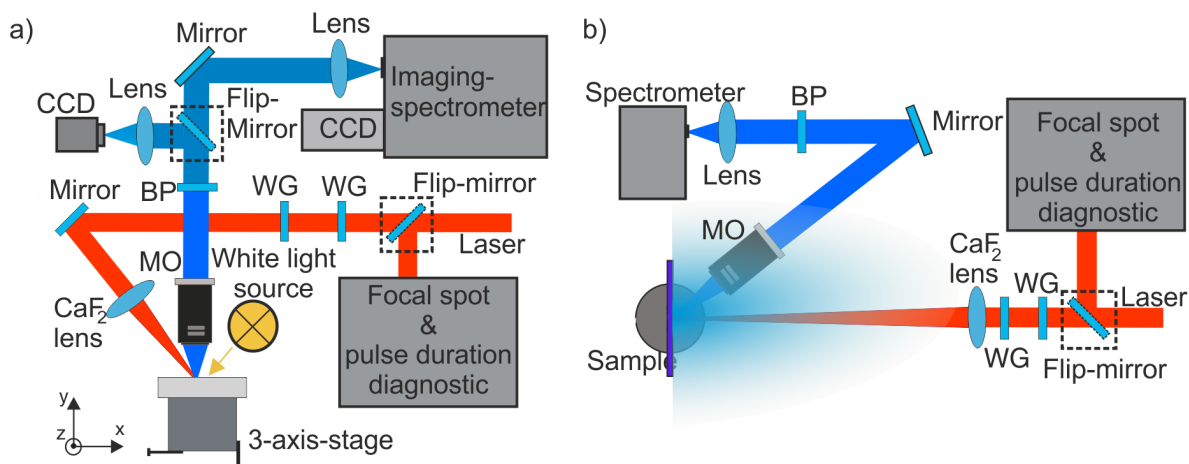 a)
Mirror
Lens
Imaging-
spectrometer
CCD
Lens
Flip-
Mirror
CCD
Mirror
BP
WG
WG
Flip-mirror
Laser
MO
White light
source
CaF2
lens
Focal spot
&
pulse duration
diagnostic
y
z
x
3-axis-stage
b)
Spectrometer
BP
Mirror
Lens
Focal spot
&
pulse duration
diagnostic
MO
CaF2
lens
WG
Laser
Sample
WG
Flip-mirror